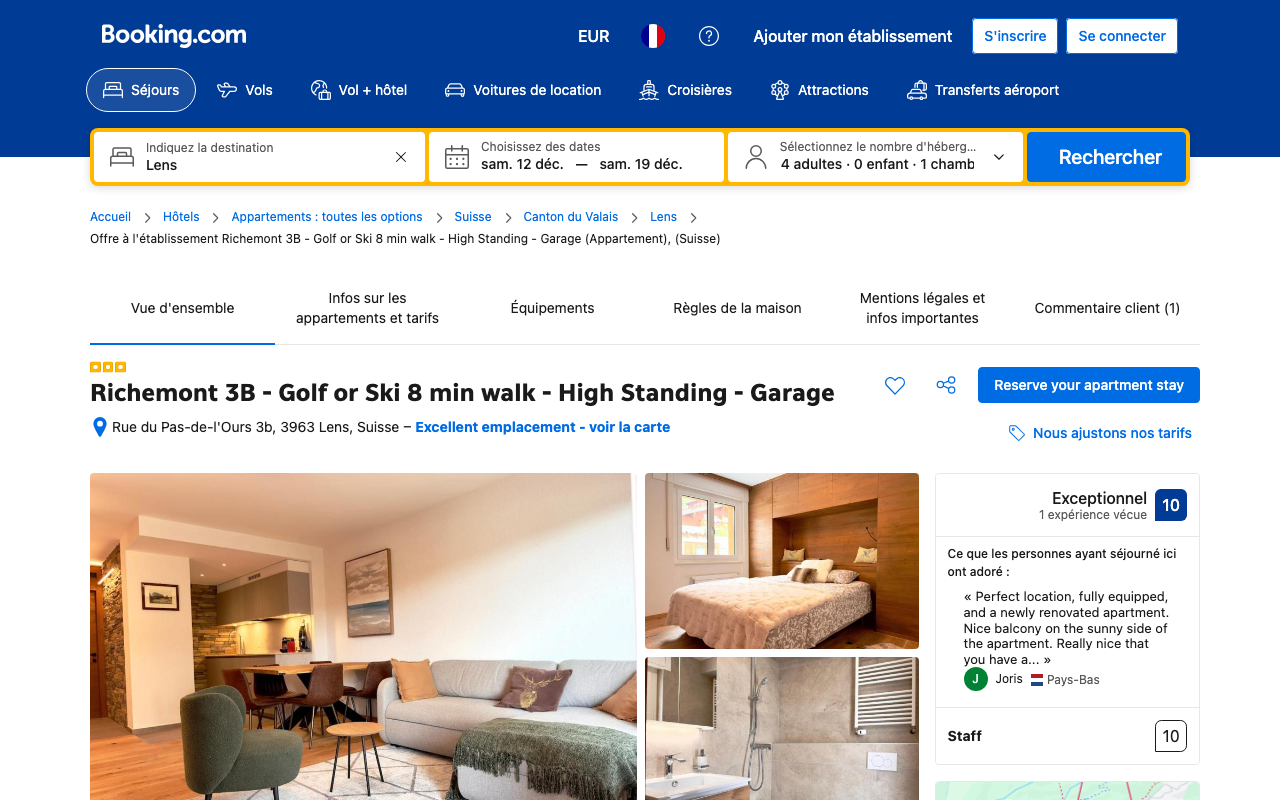 Booking.com
EUR
Ajouter mon établissement
S'inscrire
Se connecter
Séjours
Vols
Vol + hôtel
Voitures de location
Croisières
Attractions
Transferts aéroport
Indiquez la destination
Lens
Choisissez des dates
sam. 12 déc. — sam. 19 déc.
Sélectionnez le nombre d'héberg...
4 adultes · 0 enfant · 1 chamb
Rechercher
Accueil
Hôtels
Appartements : toutes les options
Suisse
Canton du Valais
Lens
Offre à l'établissement Richemont 3B - Golf or Ski 8 min walk - High Standing - Garage (Appartement), (Suisse)
Vue d'ensemble
Infos sur les
appartements et tarifs
Équipements
Règles de la maison
Mentions légales et
infos importantes
Commentaire client (1)
Richemont 3B - Golf or Ski 8 min walk - High Standing - Garage
Reserve your apartment stay
Rue du Pas-de-l'Ours 3b, 3963 Lens, Suisse – Excellent emplacement - voir la carte
Nous ajustons nos tarifs
Exceptionnel
1 expérience vécue
10
Ce que les personnes ayant séjourné ici
ont adoré :
« Perfect location, fully equipped,
and a newly renovated apartment.
Nice balcony on the sunny side of
the apartment. Really nice that
you have a... »
J
Joris
Pays-Bas
Staff
10